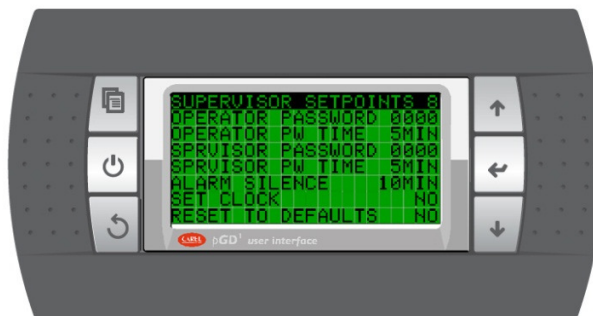 SUPERVISOR SETPOINTS 8
OPERATOR PASSWORD 0000
OPERATOR PW TIME 5MIN
SPRVISOR PASSWORD 0000
SPRVISOR PW TIME 5MIN
ALARM SILENCE 10MIN
SET CLOCK NO
RESET TO DEFAULTS NO
CAREL pGD1 user interface